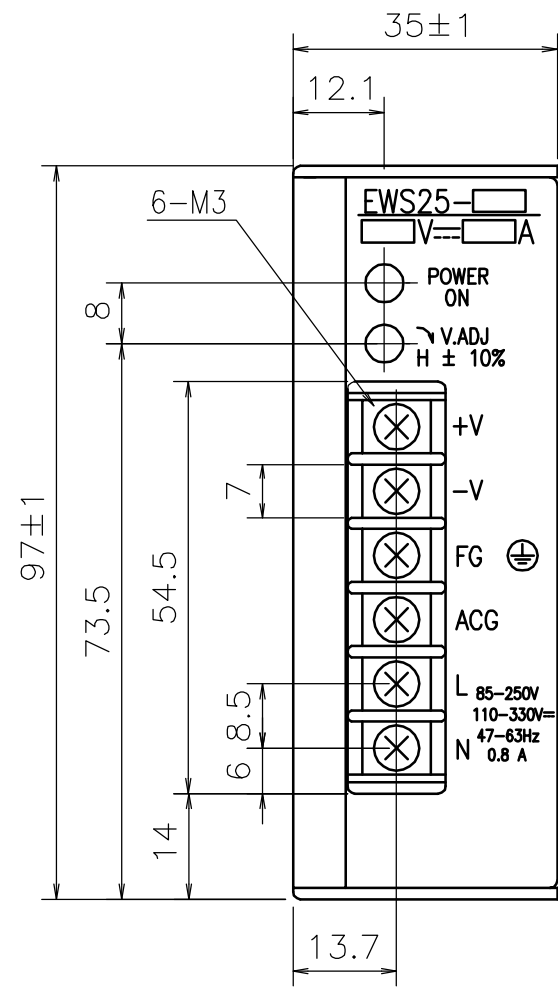 35±1
12.1
6-M3
EWS25-
V A
POWER
ON
8
V.ADJ
H ± 10%
+V
7
-V
97±1
73.5
54.5
FG
ACG
8.5
L 85-250V
110-330V=
47-63Hz
6
N 0.8 A
14
13.7